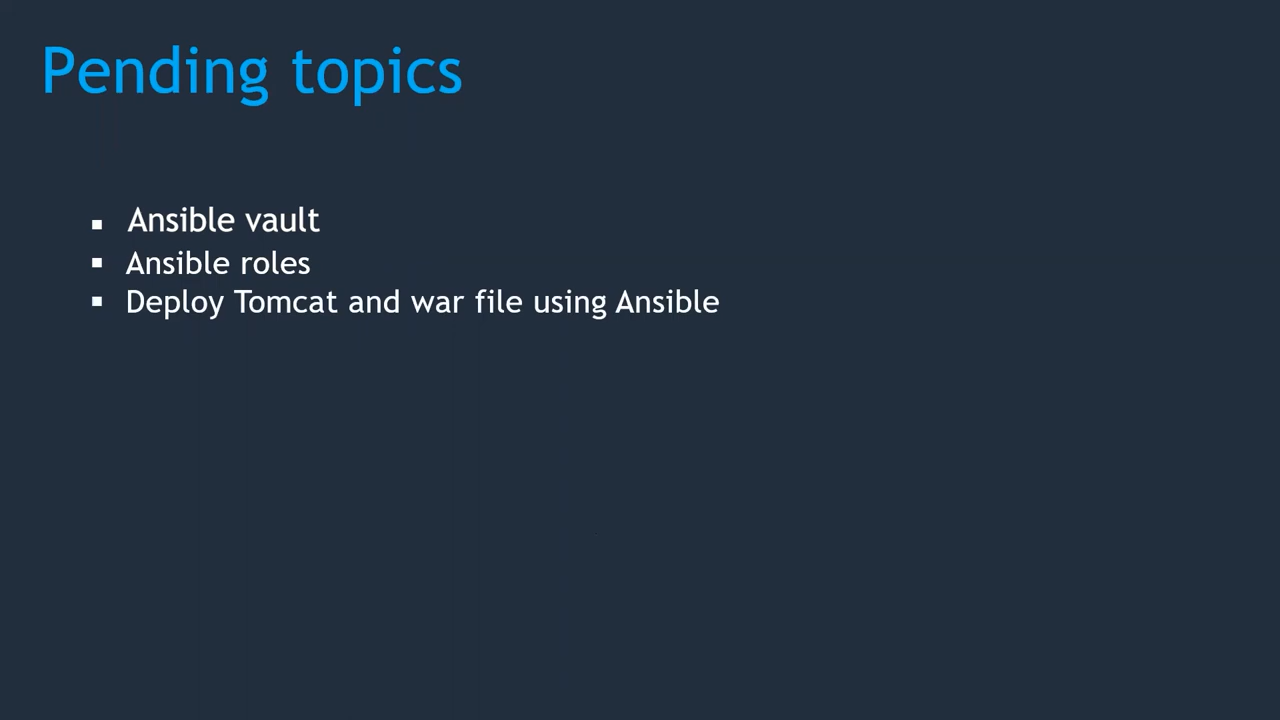 Pending topics
▪ Ansible vault
▪ Ansible roles
▪ Deploy Tomcat and war file using Ansible